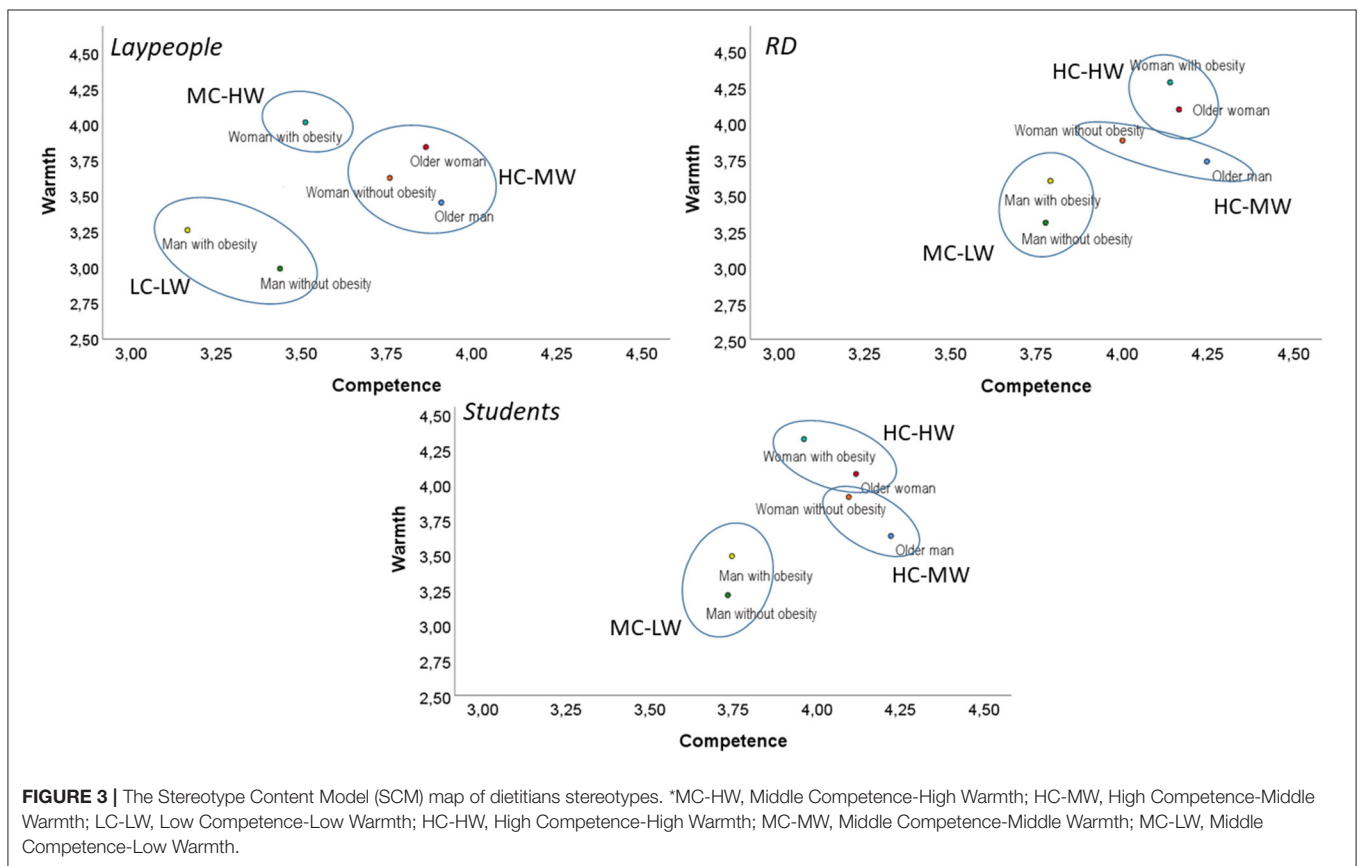 Laypeople
4,50
4,25
4,00
3,75
3,50
3,25
3,00
2,75
2,50
Warmth
MC-HW
Woman with obesity
Older woman
Woman without obesity
HC-MW
Older man
Man with obesity
LC-LW
Man without obesity
3,00 3,25 3,50 3,75 4,00 4,25 4,50
Competence
RD
4,50
4,25
4,00
3,75
3,50
3,25
3,00
2,75
2,50
Warmth
HC-HW
Woman with obesity
Older woman
Woman without obesity
Older man
HC-MW
Man with obesity
Man without obesity
MC-LW
3,00 3,25 3,50 3,75 4,00 4,25 4,50
Competence
Students
4,50
4,25
4,00
3,75
3,50
3,25
3,00
2,75
2,50
Warmth
HC-HW
Woman with obesity
Older woman
Woman without obesity
Older man
HC-MW
Man with obesity
Man without obesity
MC-LW
3,00 3,25 3,50 3,75 4,00 4,25 4,50
Competence
FIGURE 3 | The Stereotype Content Model (SCM) map of dietitians stereotypes. *MC-HW, Middle Competence-High Warmth; HC-MW, High Competence-Middle
Warmth; LC-LW, Low Competence-Low Warmth; HC-HW, High Competence-High Warmth; MC-MW, Middle Competence-Middle Warmth; MC-LW, Middle
Competence-Low Warmth.